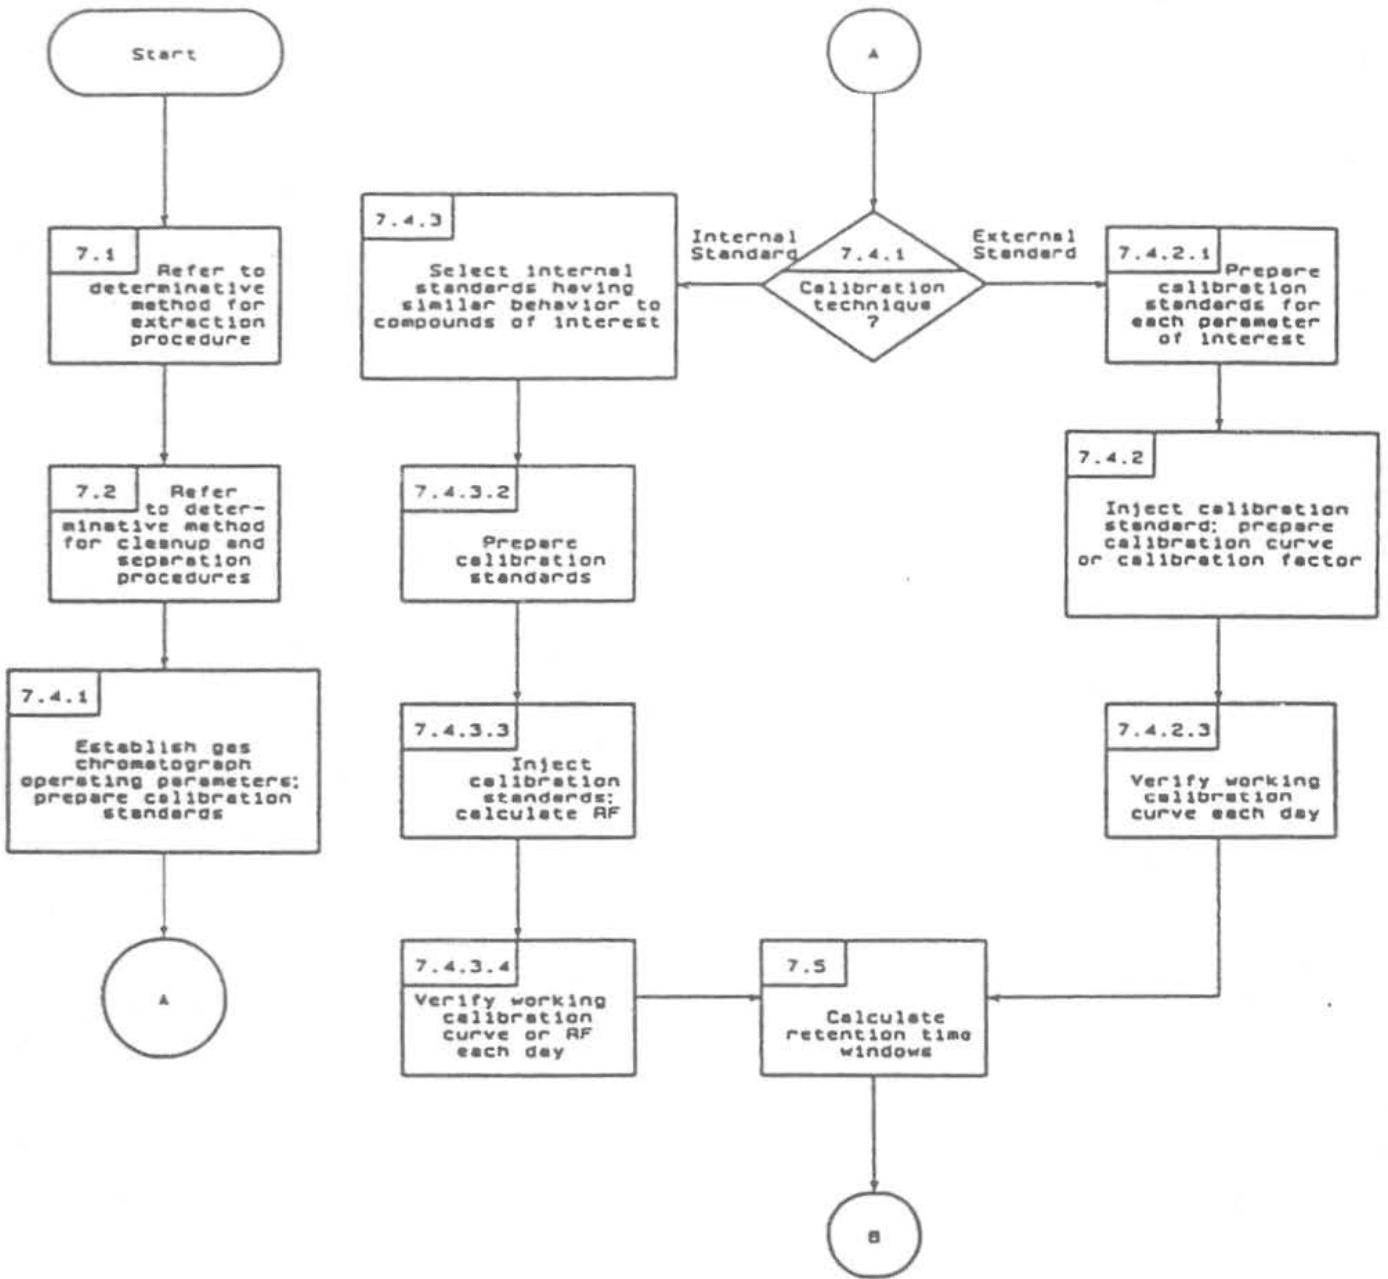 Start
7.1
Refer to
determinative
method for
extraction
procedure
7.2
Refer
to deter-
minative method
for cleanup and
separation
procedures
7.4.1
Establish gas
chromatograph
operating parameters;
prepare calibration
standards
A
A
7.4.1
Calibration
technique
?
Internal
Standard
External
Standard
7.4.3
Select internal
standards having
similar behavior to
compounds of interest
7.4.3.2
Prepare
calibration
standards
7.4.3.3
Inject
calibration
standards;
calculate RF
7.4.3.4
Verify working
calibration
curve or RF
each day
7.4.2.1
Prepare
calibration
standards for
each parameter
of interest
7.4.2
Inject calibration
standard; prepare
calibration curve
or calibration factor
7.4.2.3
Verify working
calibration
curve each day
7.5
Calculate
retention time
windows
B